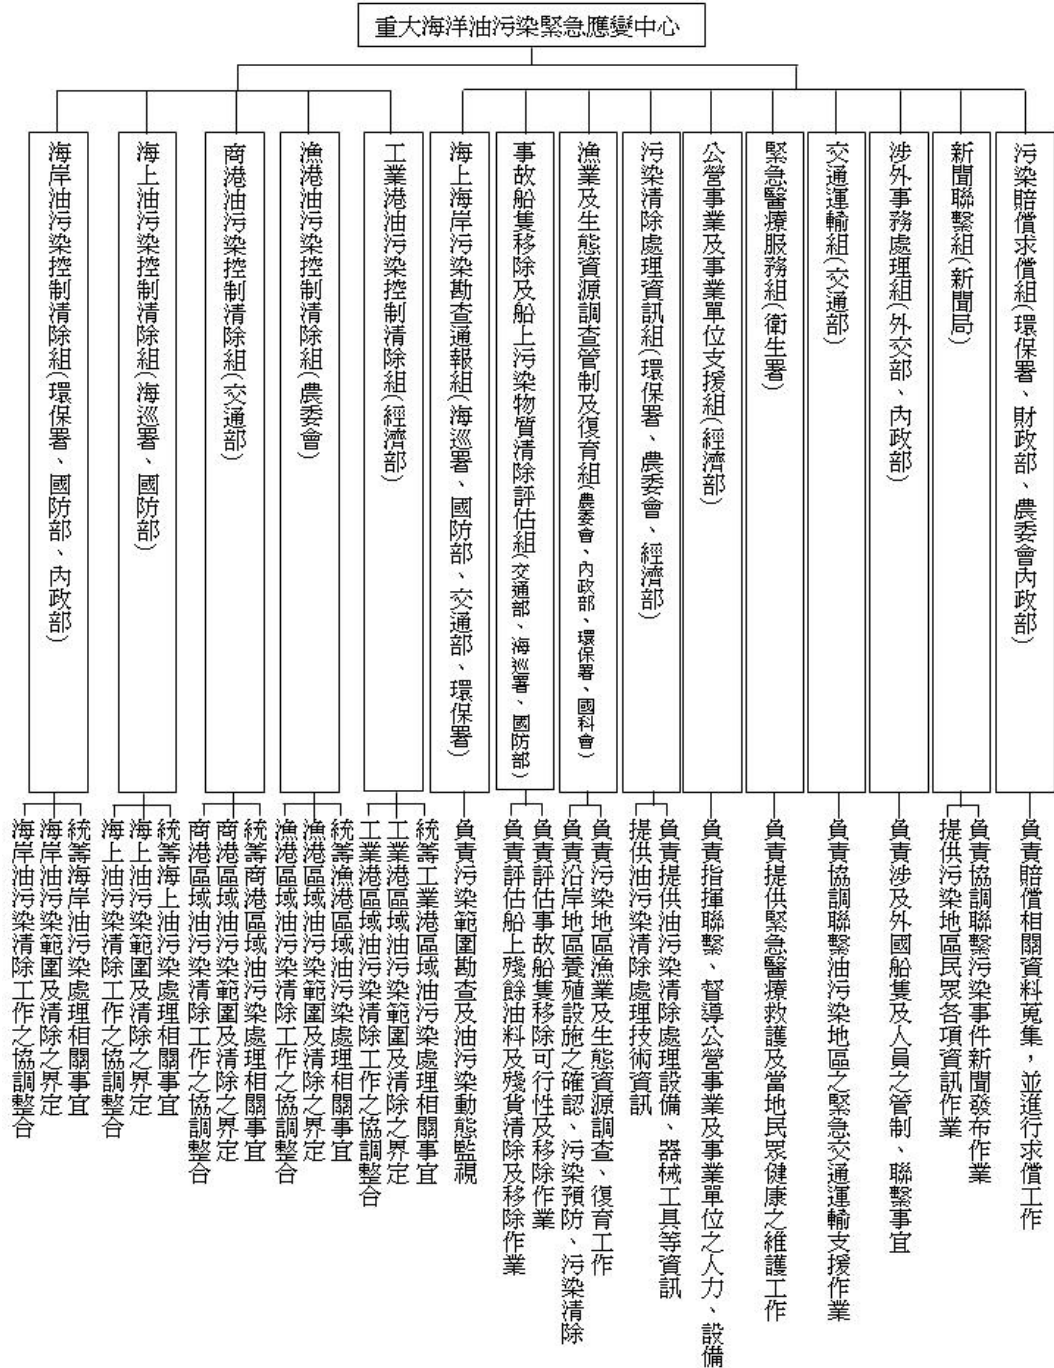 重大海洋油污染緊急應變中心
污染賠償求償組(環保署、財政部、農委會內政部)
新聞聯繫組(新聞局)
涉外事務處理組(外交部、內政部)
交通運輸組(交通部)
緊急醫療服務組(衛生署)
公營事業及事業單位支援組(經濟部)
污染清除處理資訊組(環保署、農委會、經濟部)
漁業及生態資源調查管制及復育組(農委會、內政部、環保署、國科會)
事故船隻移除及船上污染物質清除評估組(交通部、海巡署、國防部)
海上海岸污染勘查通報組(海巡署、國防部、交通部、環保署)
工業港油污染控制清除組(經濟部)
漁港油污染控制清除組(農委會)
商港油污染控制清除組(交通部)
海上油污染控制清除組(海巡署、國防部)
海岸油污染控制清除組(環保署、國防部、內政部)
負責賠償相關資料蒐集，並進行求償工作
負責協調聯繫污染事件新聞發布作業
提供污染地區民眾各項資訊作業
負責涉及外國船隻及人員之管制、聯繫事宜
負責協調聯繫油污染地區之緊急交通運輸支援作業
負責提供緊急醫療救護及當地民眾健康之維護工作
負責指揮聯繫、督導公營事業及事業單位之人力、設備
負責提供油污染清除處理設備、器械工具等資訊
提供油污染清除處理技術資訊
負責污染地區漁業及生態資源調查、復育工作
負責沿岸地區養殖設施之確認、污染預防、污染清除
負責評估事故船隻移除可行性及移除作業
負責評估船上殘餘油料及殘貨清除及移除作業
負責污染範圍勘查及油污染動態監視
統籌工業港區域油污染處理相關事宜
工業港區域油污染範圍及清除之界定
工業港區域油污染清除工作之協調整合
統籌漁港區域油污染處理相關事宜
漁港區域油污染範圍及清除之界定
漁港區域油污染清除工作之協調整合
統籌商港區域油污染處理相關事宜
商港區域油污染範圍及清除之界定
商港區域油污染清除工作之協調整合
統籌海上油污染處理相關事宜
海上油污染範圍及清除之界定
海上油污染清除工作之協調整合
統籌海岸油污染處理相關事宜
海岸油污染範圍及清除之界定
海岸油污染清除工作之協調整合